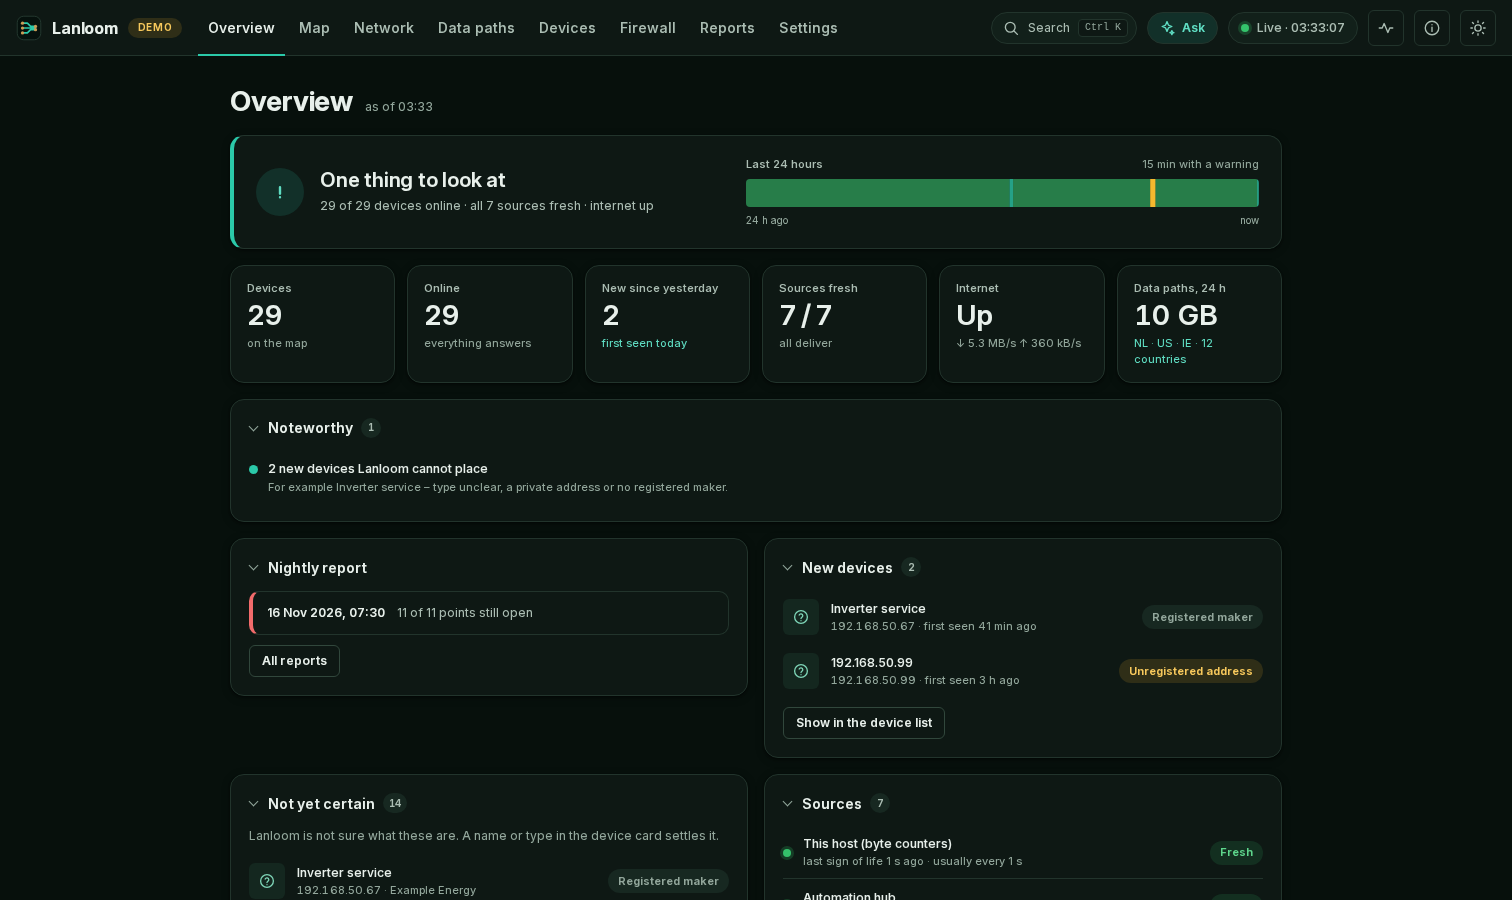 Lanloom DEMO Overview Map Network Data paths Devices Firewall Reports Settings Search Ctrl K Ask Live · 03:33:07
Overview as of 03:33
One thing to look at
29 of 29 devices online · all 7 sources fresh · internet up
Last 24 hours 15 min with a warning
24 h ago now
Devices
29
on the map
Online
29
everything answers
New since yesterday
2
first seen today
Sources fresh
7 / 7
all deliver
Internet
Up
↓ 5.3 MB/s ↑ 360 kB/s
Data paths, 24 h
10 GB
NL · US · IE · 12
countries
Noteworthy 1
2 new devices Lanloom cannot place
For example Inverter service – type unclear, a private address or no registered maker.
Nightly report
16 Nov 2026, 07:30 11 of 11 points still open
All reports
New devices 2
Inverter service
192.168.50.67 · first seen 41 min ago
Registered maker
192.168.50.99
192.168.50.99 · first seen 3 h ago
Unregistered address
Show in the device list
Not yet certain 14
Lanloom is not sure what these are. A name or type in the device card settles it.
Inverter service
192.168.50.67 · Example Energy
Registered maker
Sources 7
This host (byte counters)
last sign of life 1 s ago · usually every 1 s
Fresh
Automation hub